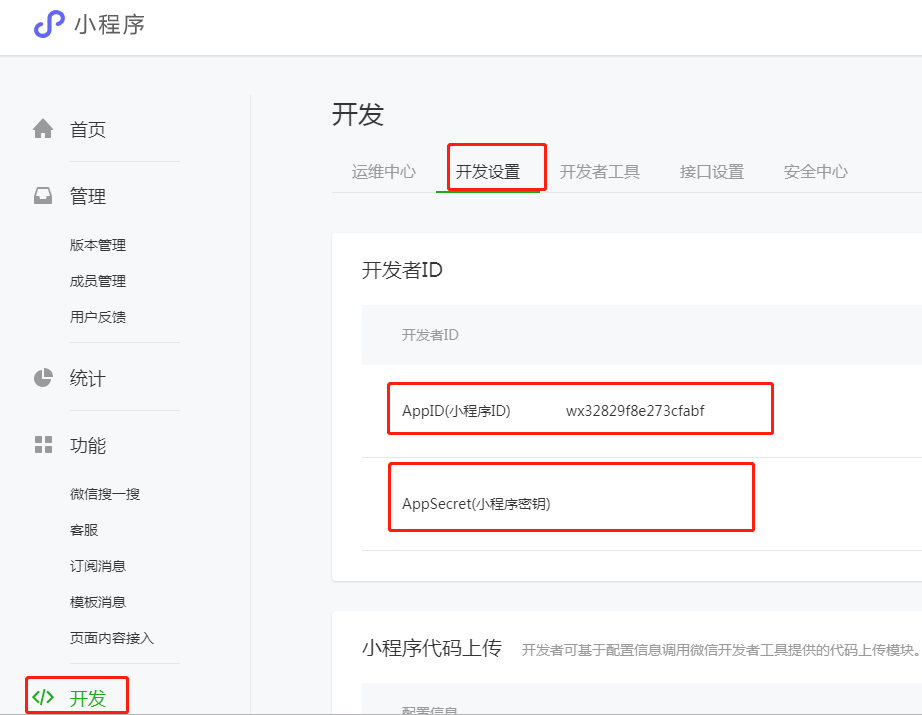 小程序
首页
管理
版本管理
成员管理
用户反馈
统计
功能
微信搜一搜
客服
订阅消息
模板消息
页面内容接入
开发
开发
运维中心 开发设置 开发者工具 接口设置 安全中心
开发者ID
开发者ID
AppID(小程序ID) wx32829f8e273cfabf
AppSecret(小程序密钥)
小程序代码上传 开发者可基于配置信息调用微信开发者工具提供的代码上传模块。
配置信息